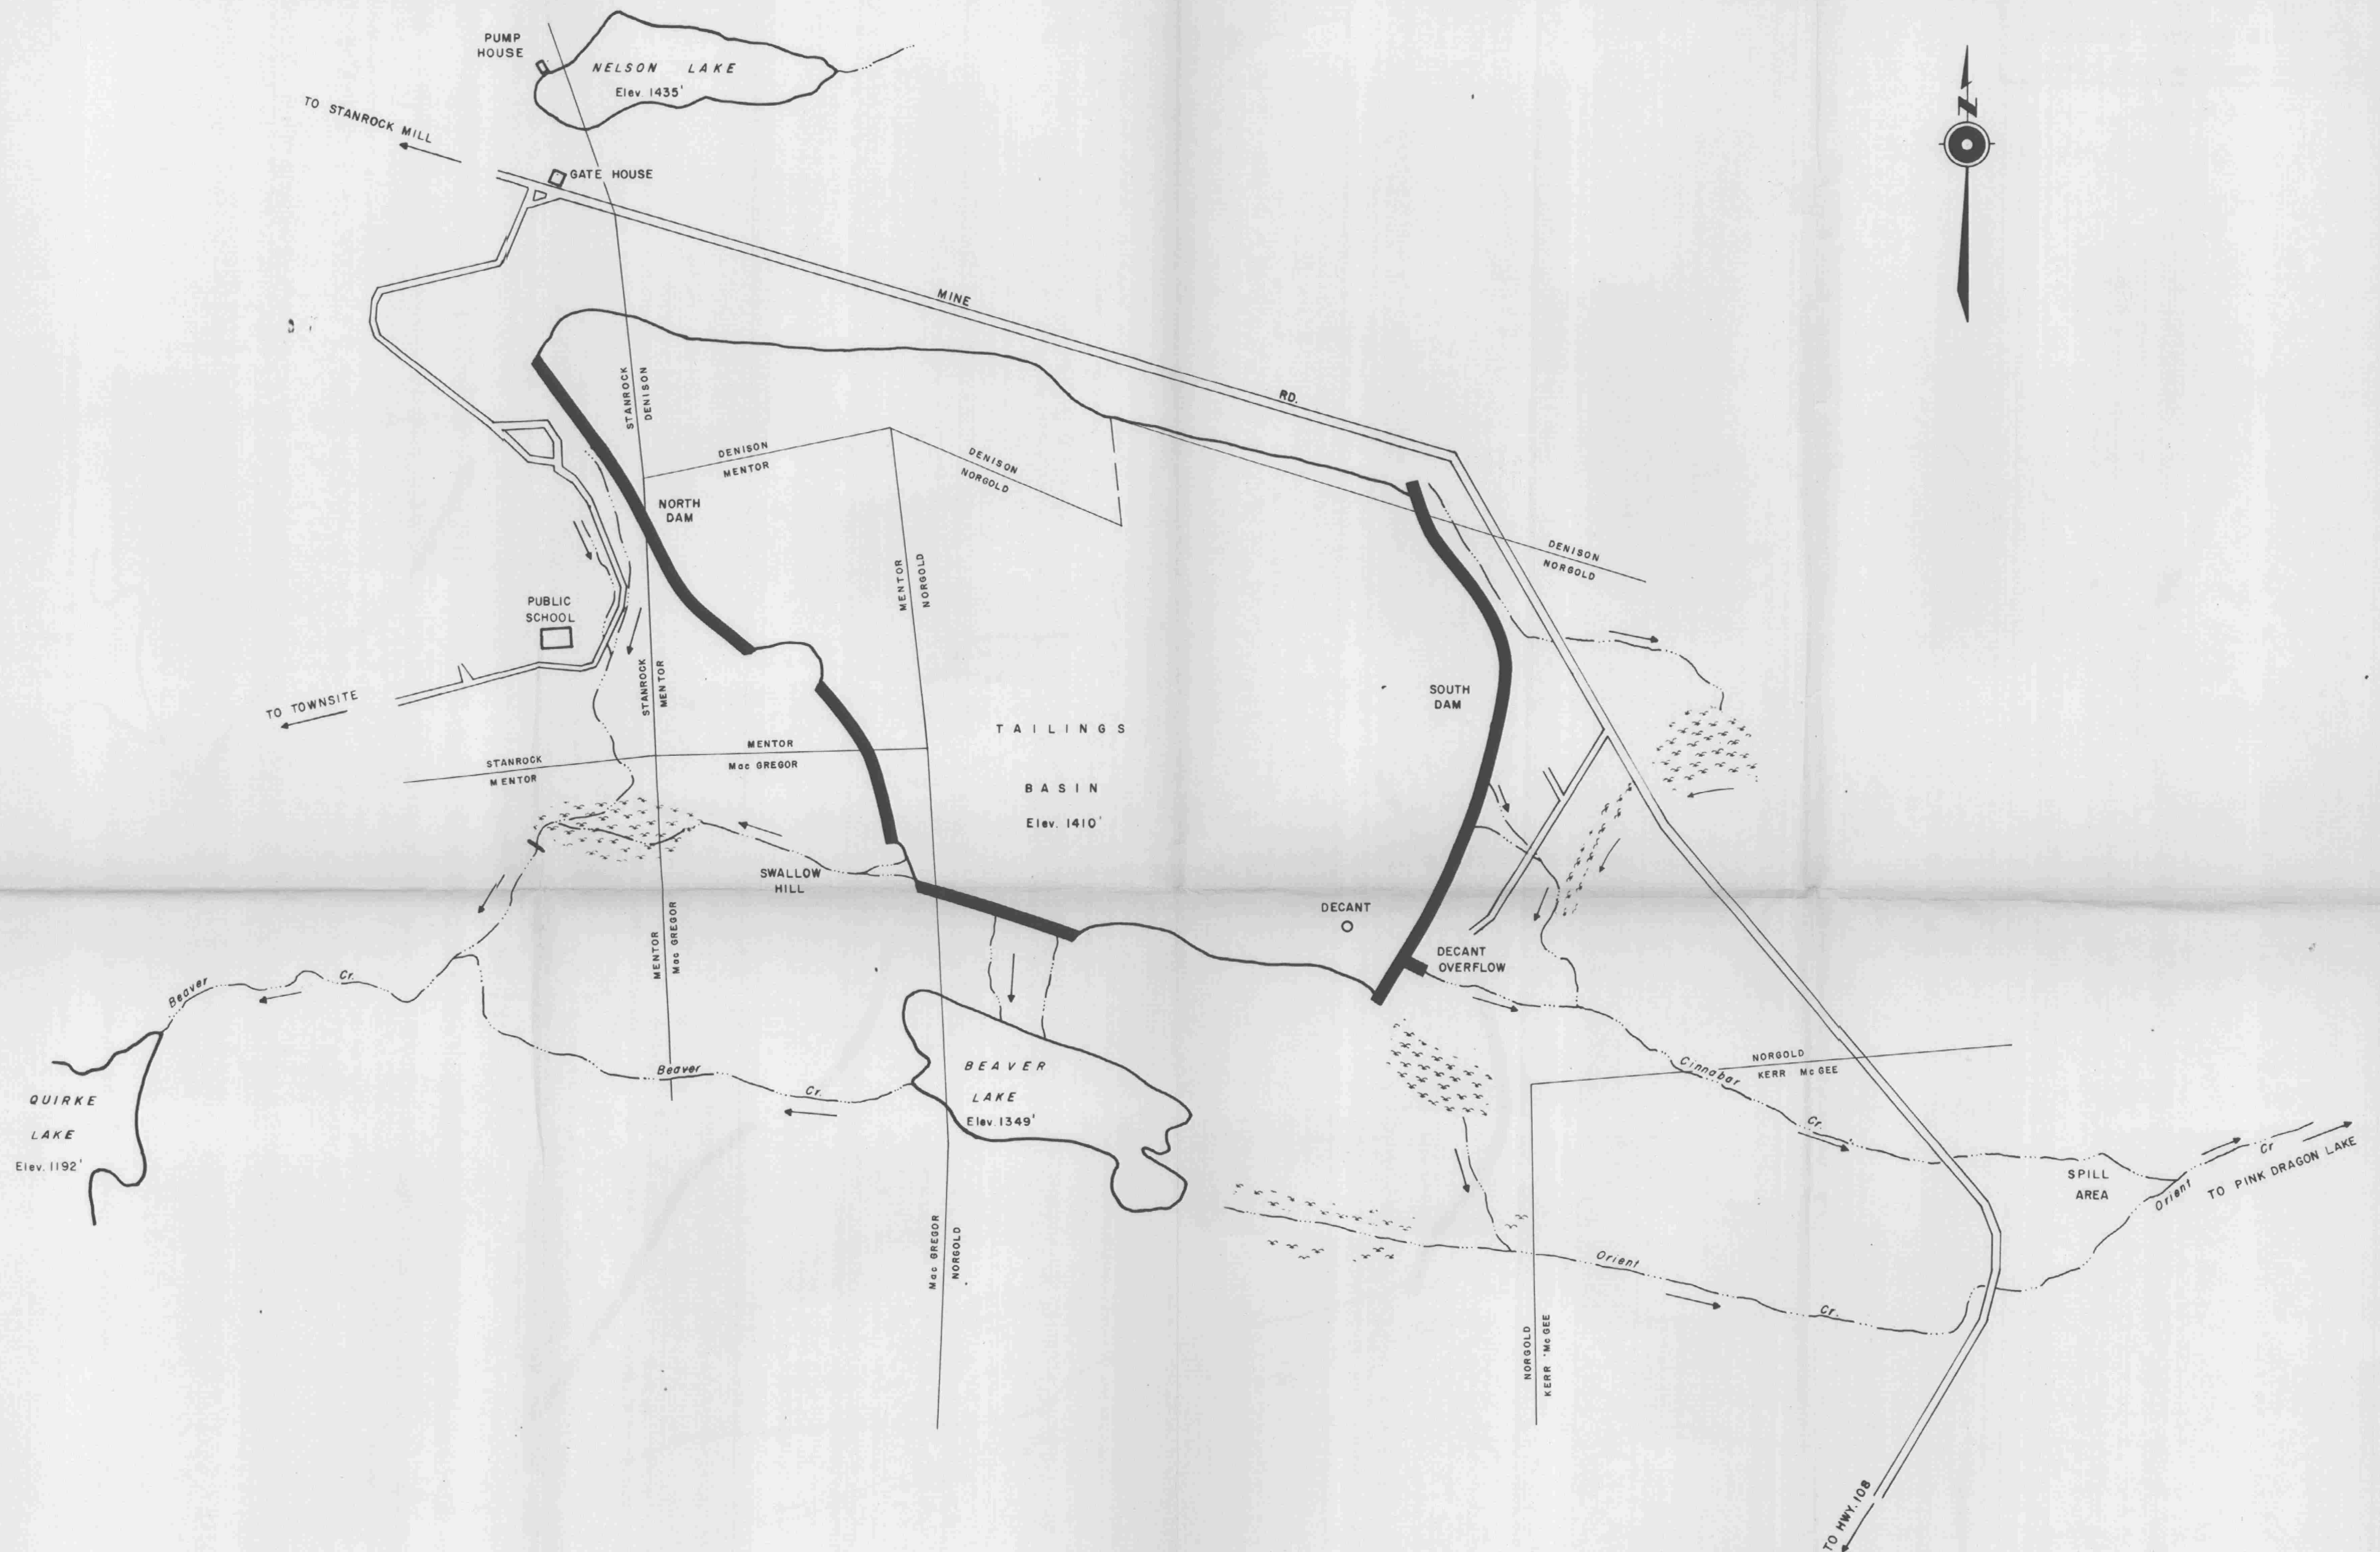 PUMP
HOUSE
NELSON LAKE
Elev. 1435'
N
TO STANROCK MILL
GATE HOUSE
MINE
RD.
STANROCK
DENISON
DENISON
MENTOR
DENISON
NORGOLD
NORTH
DAM
MENTOR
NORGOLD
DENISON
NORGOLD
PUBLIC
SCHOOL
STANROCK
MENTOR
TO TOWNSITE
SOUTH
DAM
TAILINGS
BASIN
Elev. 1410'
STANROCK
MENTOR
MENTOR
Mac GREGOR
SWALLOW
HILL
DECANT
DECANT
OVERFLOW
MENTOR
Mac GREGOR
Beaver
Cr.
QUIRKE
LAKE
Elev. 1192'
Beaver
Cr.
BEAVER
LAKE
Elev. 1349'
NORGOLD
KERR McGEE
Cinnabar
Cr.
SPILL
AREA
Orient
Cr
TO PINK DRAGON LAKE
Mac GREGOR
NORGOLD
Orient
Cr.
NORGOLD
KERR McGEE
TO HWY. 108